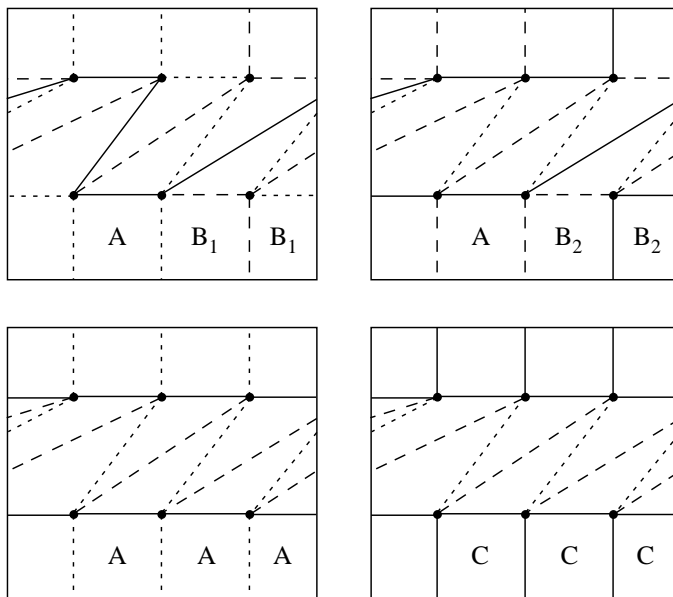 A B₁ B₁
A B₂ B₂
A A A
C C C